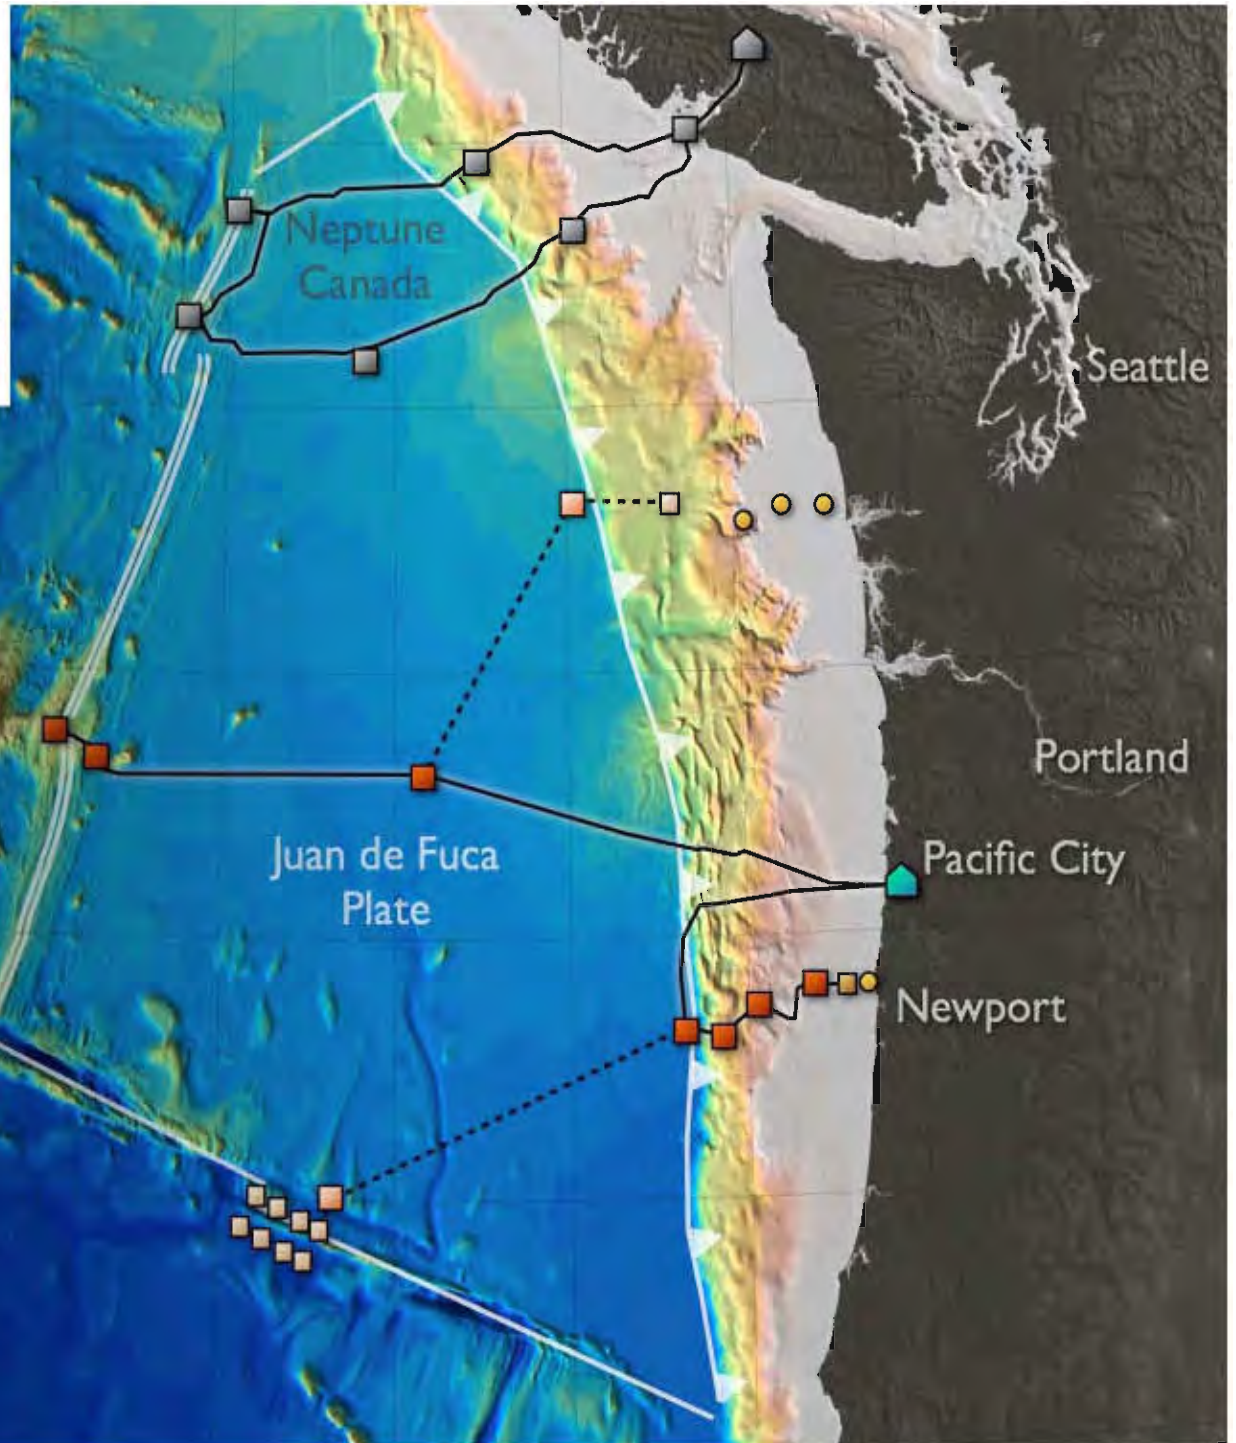 Neptune
Canada
Seattle
Portland
Juan de Fuca
Plate
Pacific City
Newport